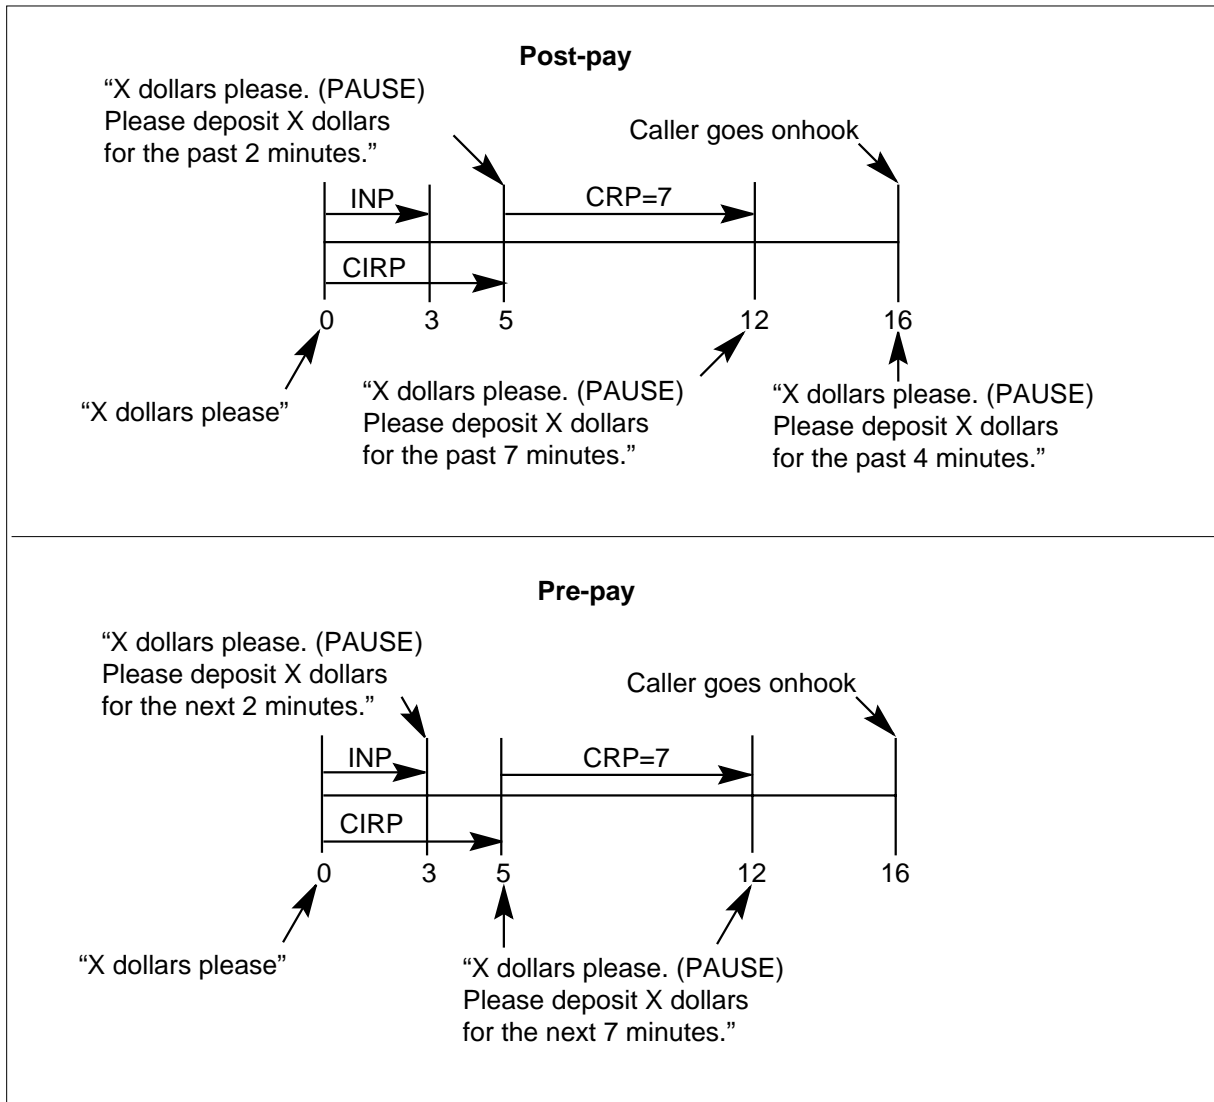 Post-pay
“X dollars please. (PAUSE)
Please deposit X dollars
for the past 2 minutes.”
Caller goes onhook
INP
CRP=7
CIRP
0
3
5
12
16
“X dollars please”
“X dollars please. (PAUSE)
Please deposit X dollars
for the past 7 minutes.”
“X dollars please. (PAUSE)
Please deposit X dollars
for the past 4 minutes.”
Pre-pay
“X dollars please. (PAUSE)
Please deposit X dollars
for the next 2 minutes.”
Caller goes onhook
INP
CRP=7
CIRP
0
3
5
12
16
“X dollars please”
“X dollars please. (PAUSE)
Please deposit X dollars
for the next 7 minutes.”